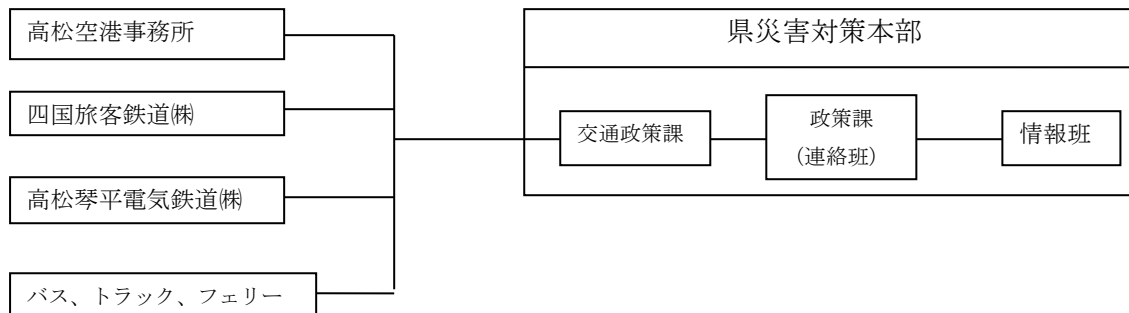 高松空港事務所
四国旅客鉄道㈱
高松琴平電気鉄道㈱
バス、トラック、フェリー
県災害対策本部
交通政策課
政策課
（連絡班）
情報班